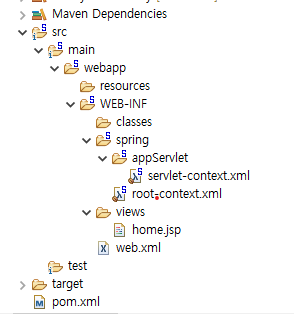 Maven Dependencies
src
main
webapp
resources
WEB-INF
classes
spring
appServlet
servlet-context.xml
root-context.xml
views
home.jsp
web.xml
test
target
pom.xml